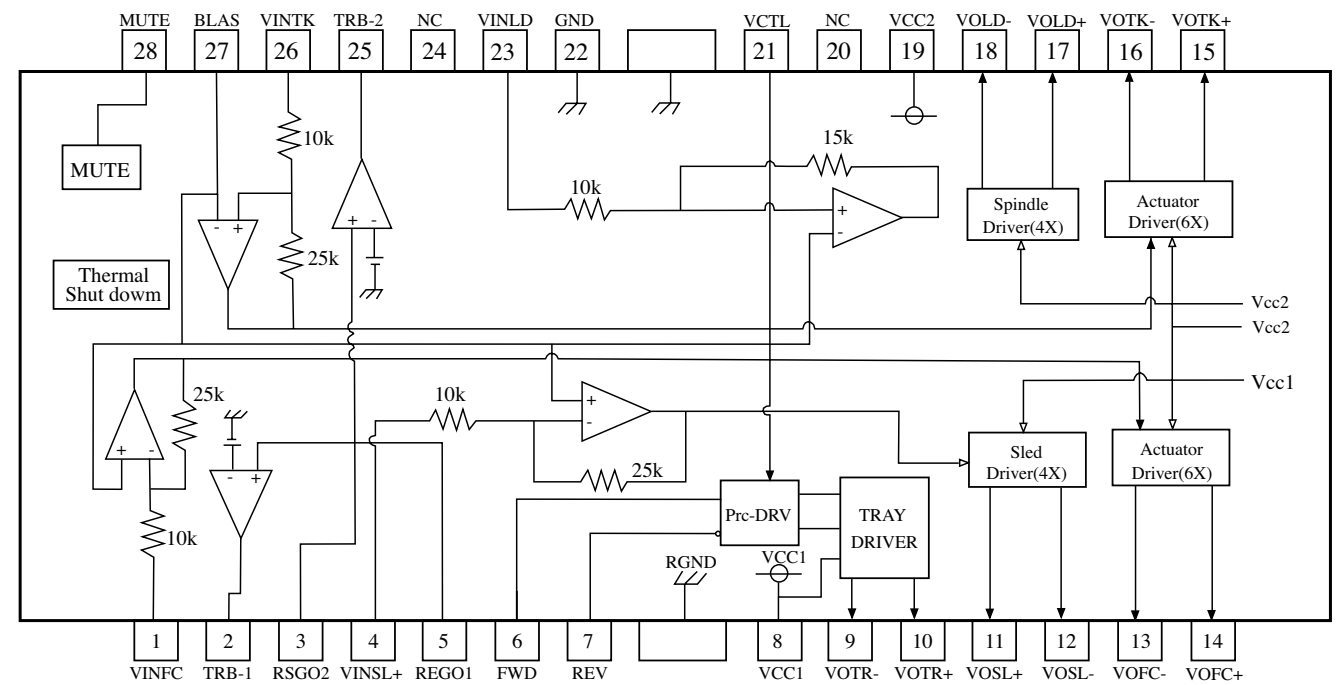 MUTE BLAS VINTK TRB-2 NC VINLD GND VCTL NC VCC2 VOLD- VOLD+ VOTK- VOTK+
28 27 26 25 24 23 22 21 20 19 18 17 16 15
10k
15k
MUTE
10k
+ -
- +
+
-
Spindle
Driver(4X)
Actuator
Driver(6X)
25k
Thermal
Shut dowm
Vcc2
Vcc2
Vcc1
25k
10k
+
-
+ -
- +
25k
Sled
Driver(4X)
Actuator
Driver(6X)
10k
Prc-DRV
TRAY
DRIVER
RGND
VCC1
1 2 3 4 5 6 7 8 9 10 11 12 13 14
VINFC TRB-1 RSGO2 VINSL+ REGO1 FWD REV VCC1 VOTR- VOTR+ VOSL+ VOSL- VOFC- VOFC+